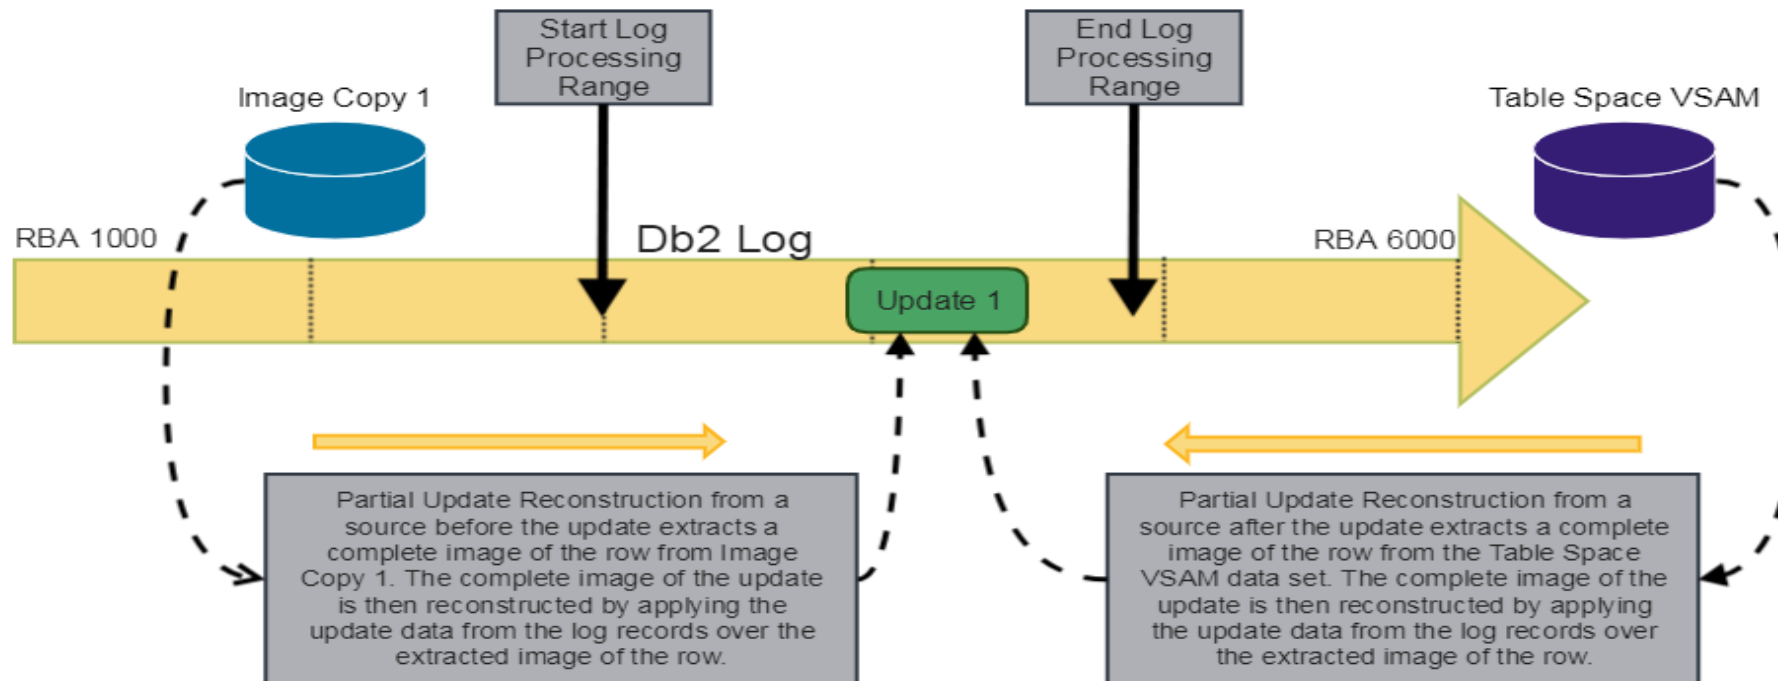 Start Log
Processing
Range
End Log
Processing
Range
Image Copy 1
Table Space VSAM
RBA 1000
Db2 Log
RBA 6000
Update 1
Partial Update Reconstruction from a
source before the update extracts a
complete image of the row from Image
Copy 1. The complete image of the update
is then reconstructed by applying the
update data from the log records over the
extracted image of the row.
Partial Update Reconstruction from a
source after the update extracts a complete
image of the row from the Table Space
VSAM data set. The complete image of the
update is then reconstructed by applying
the update data from the log records over
the extracted image of the row.